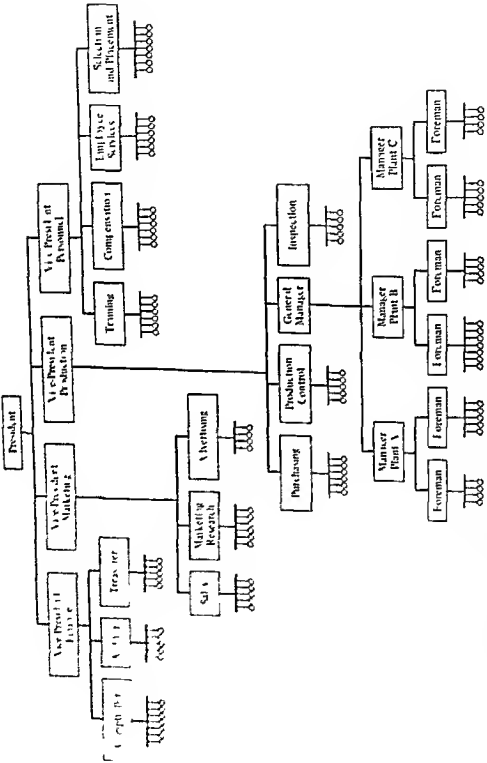 President
Vice-President
Finance
Vice-President
Marketing
Vice-President
Production
Vice President
Personnel
Treasurer
Sales
Marketing
Research
Advertising
Training
Compensation
Employee
Services
Selection
and Placement
Purchasing
Production
Control
General
Manager
Inspection
Manager
Plant A
Manager
Plant B
Manager
Plant C
Foreman
Foreman
Foreman
Foreman
Foreman
Foreman